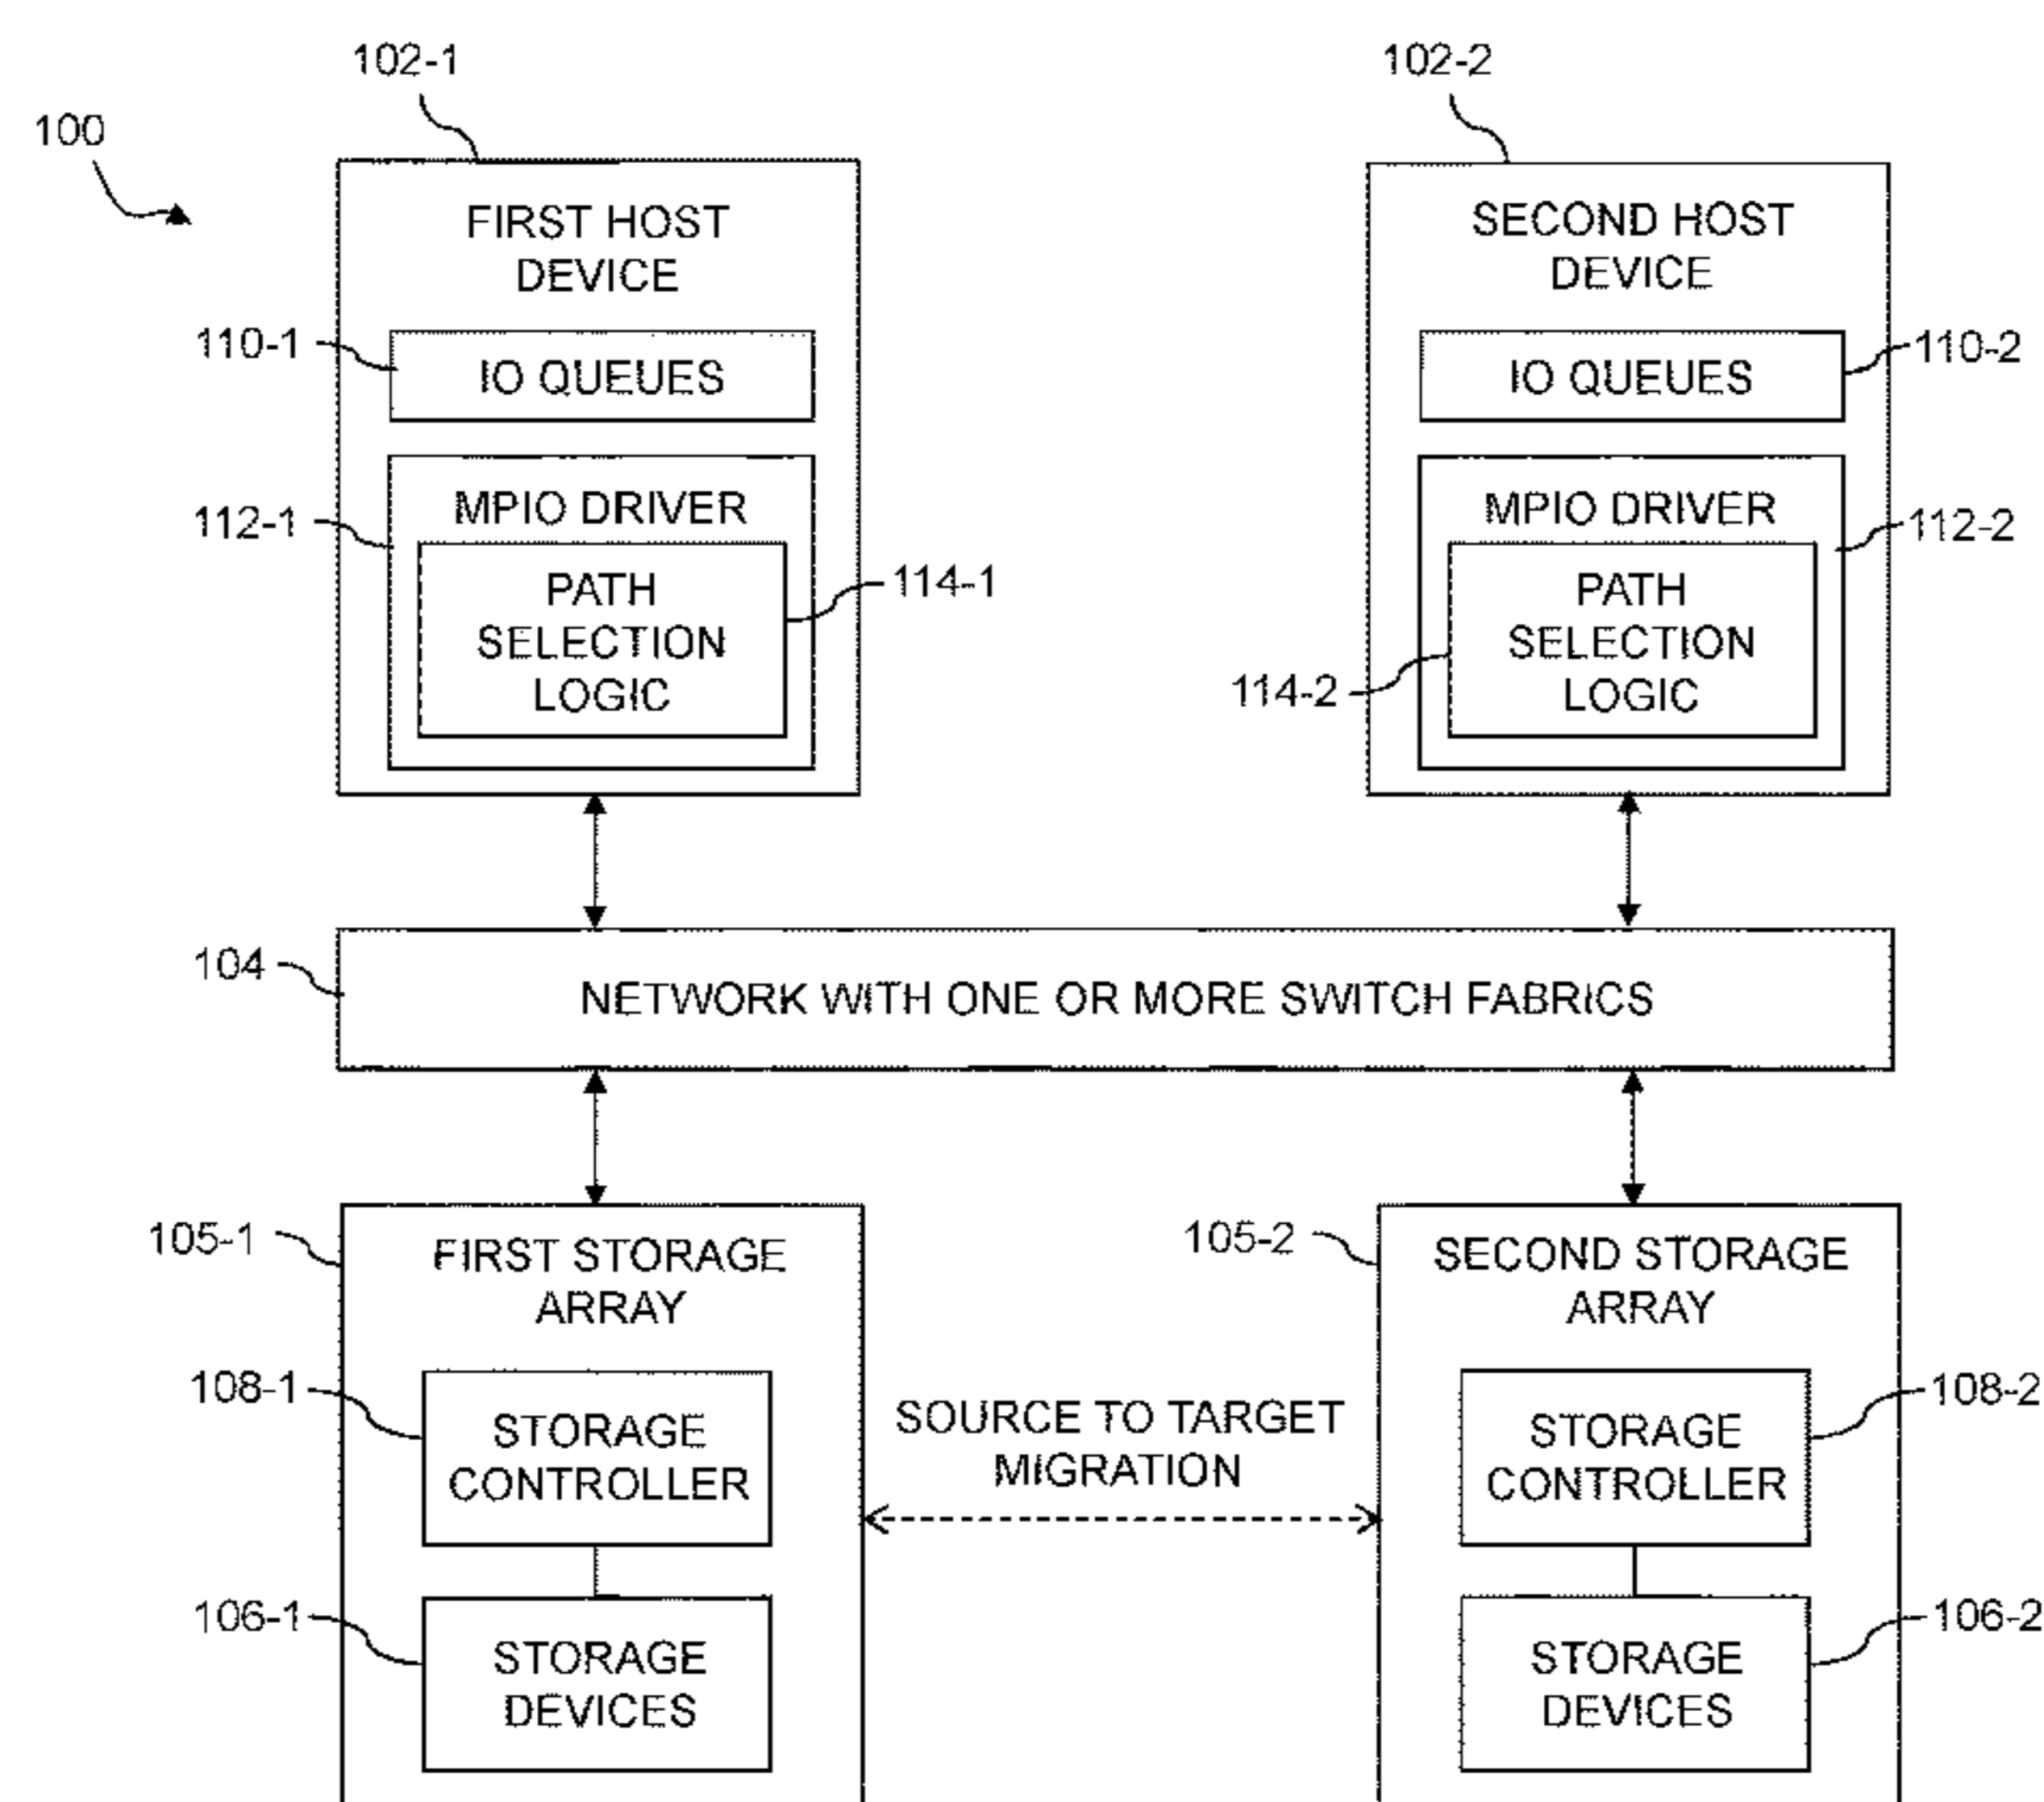 102-1
102-2
100
FIRST HOST
DEVICE
SECOND HOST
DEVICE
110-1
IO QUEUES
IO QUEUES
110-2
112-1
MPIO DRIVER
MPIO DRIVER
112-2
PATH
SELECTION
LOGIC
114-1
PATH
SELECTION
LOGIC
114-2
104
NETWORK WITH ONE OR MORE SWITCH FABRICS
105-1
FIRST STORAGE
ARRAY
105-2
SECOND STORAGE
ARRAY
108-1
STORAGE
CONTROLLER
SOURCE TO TARGET
MIGRATION
STORAGE
CONTROLLER
108-2
106-1
STORAGE
DEVICES
STORAGE
DEVICES
106-2